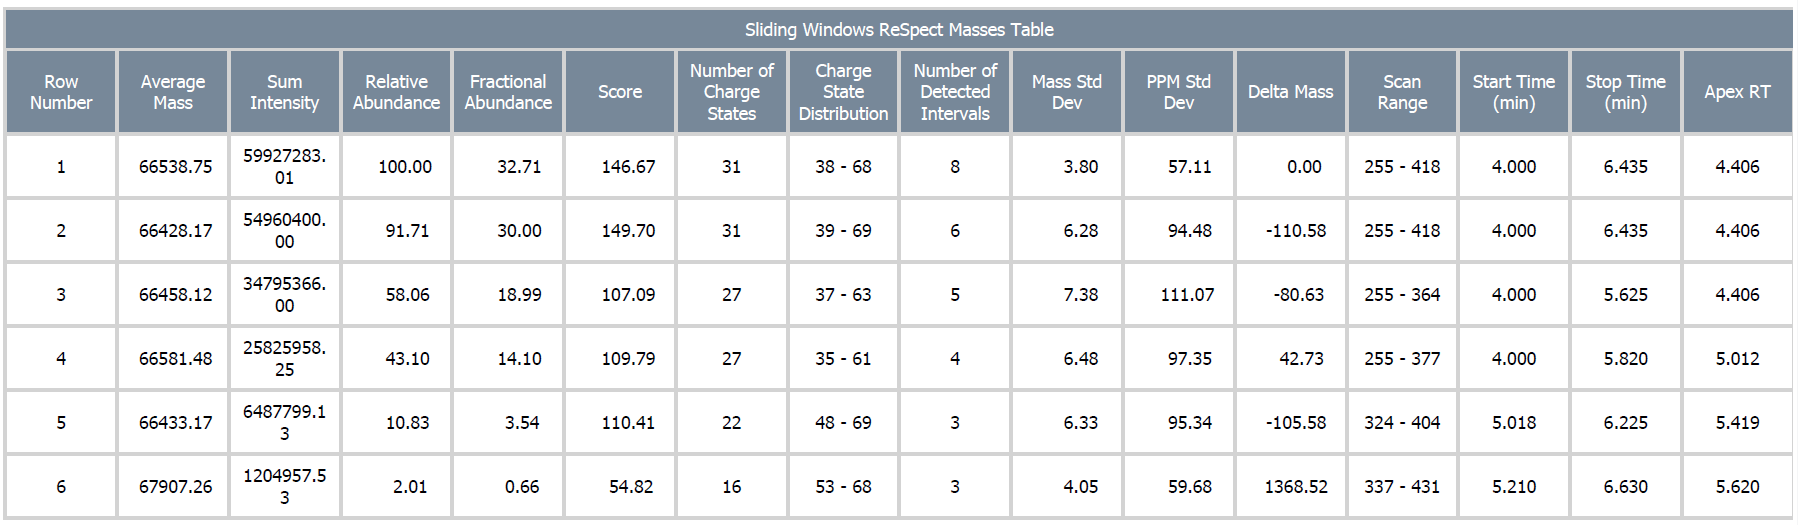 Sliding Windows ReSpect Masses Table
Row Number Average Mass Sum Intensity Relative Abundance Fractional Abundance Score Number of Charge States Charge State Distribution Number of Detected Intervals Mass Std Dev PPM Std Dev Delta Mass Scan Range Start Time (min) Stop Time (min) Apex RT
1 66538.75 59927283.01 100.00 32.71 146.67 31 38 - 68 8 3.80 57.11 0.00 255 - 418 4.000 6.435 4.406
2 66428.17 54960400.00 91.71 30.00 149.70 31 39 - 69 6 6.28 94.48 -110.58 255 - 418 4.000 6.435 4.406
3 66458.12 34795366.00 58.06 18.99 107.09 27 37 - 63 5 7.38 111.07 -80.63 255 - 364 4.000 5.625 4.406
4 66581.48 25825958.25 43.10 14.10 109.79 27 35 - 61 4 6.48 97.35 42.73 255 - 377 4.000 5.820 5.012
5 66433.17 6487799.13 10.83 3.54 110.41 22 48 - 69 3 6.33 95.34 -105.58 324 - 404 5.018 6.225 5.419
6 67907.26 1204957.53 2.01 0.66 54.82 16 53 - 68 3 4.05 59.68 1368.52 337 - 431 5.210 6.630 5.620